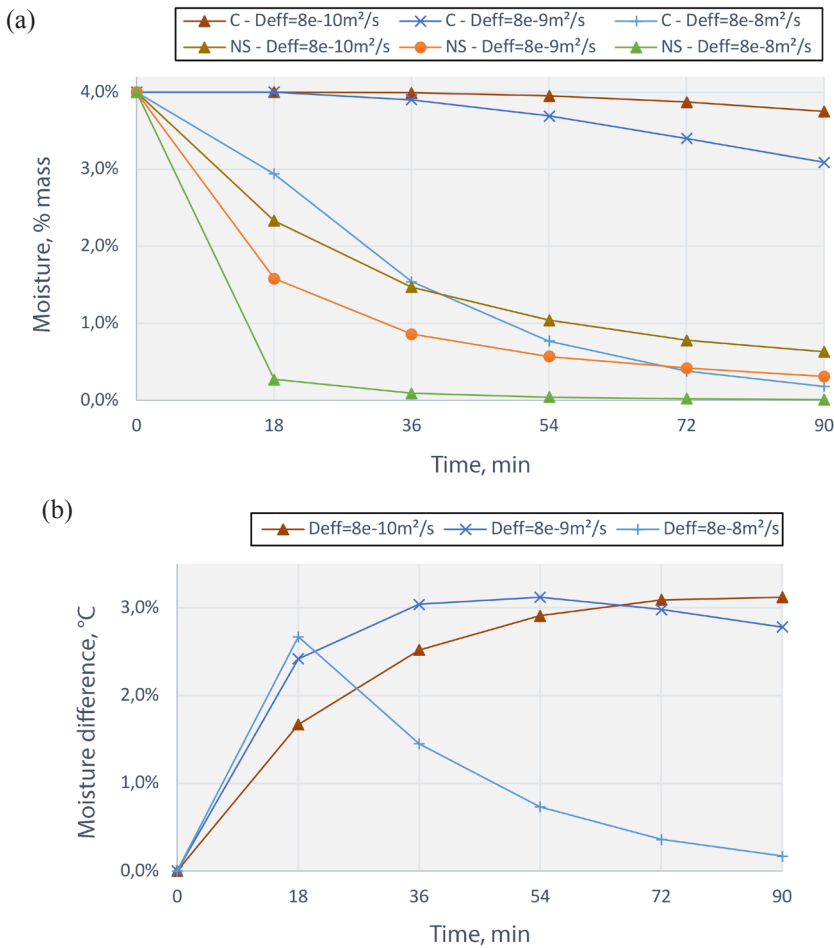 (a)
C - Deff=8e-10m²/s C - Deff=8e-9m²/s C - Deff=8e-8m²/s
NS - Deff=8e-10m²/s NS - Deff=8e-9m²/s NS - Deff=8e-8m²/s
4,0%
3,0%
2,0%
1,0%
0,0%
Moisture, % mass
0 18 36 54 72 90
Time, min
(b)
Deff=8e-10m²/s Deff=8e-9m²/s Deff=8e-8m²/s
3,0%
2,0%
1,0%
0,0%
Moisture difference, °C
0 18 36 54 72 90
Time, min